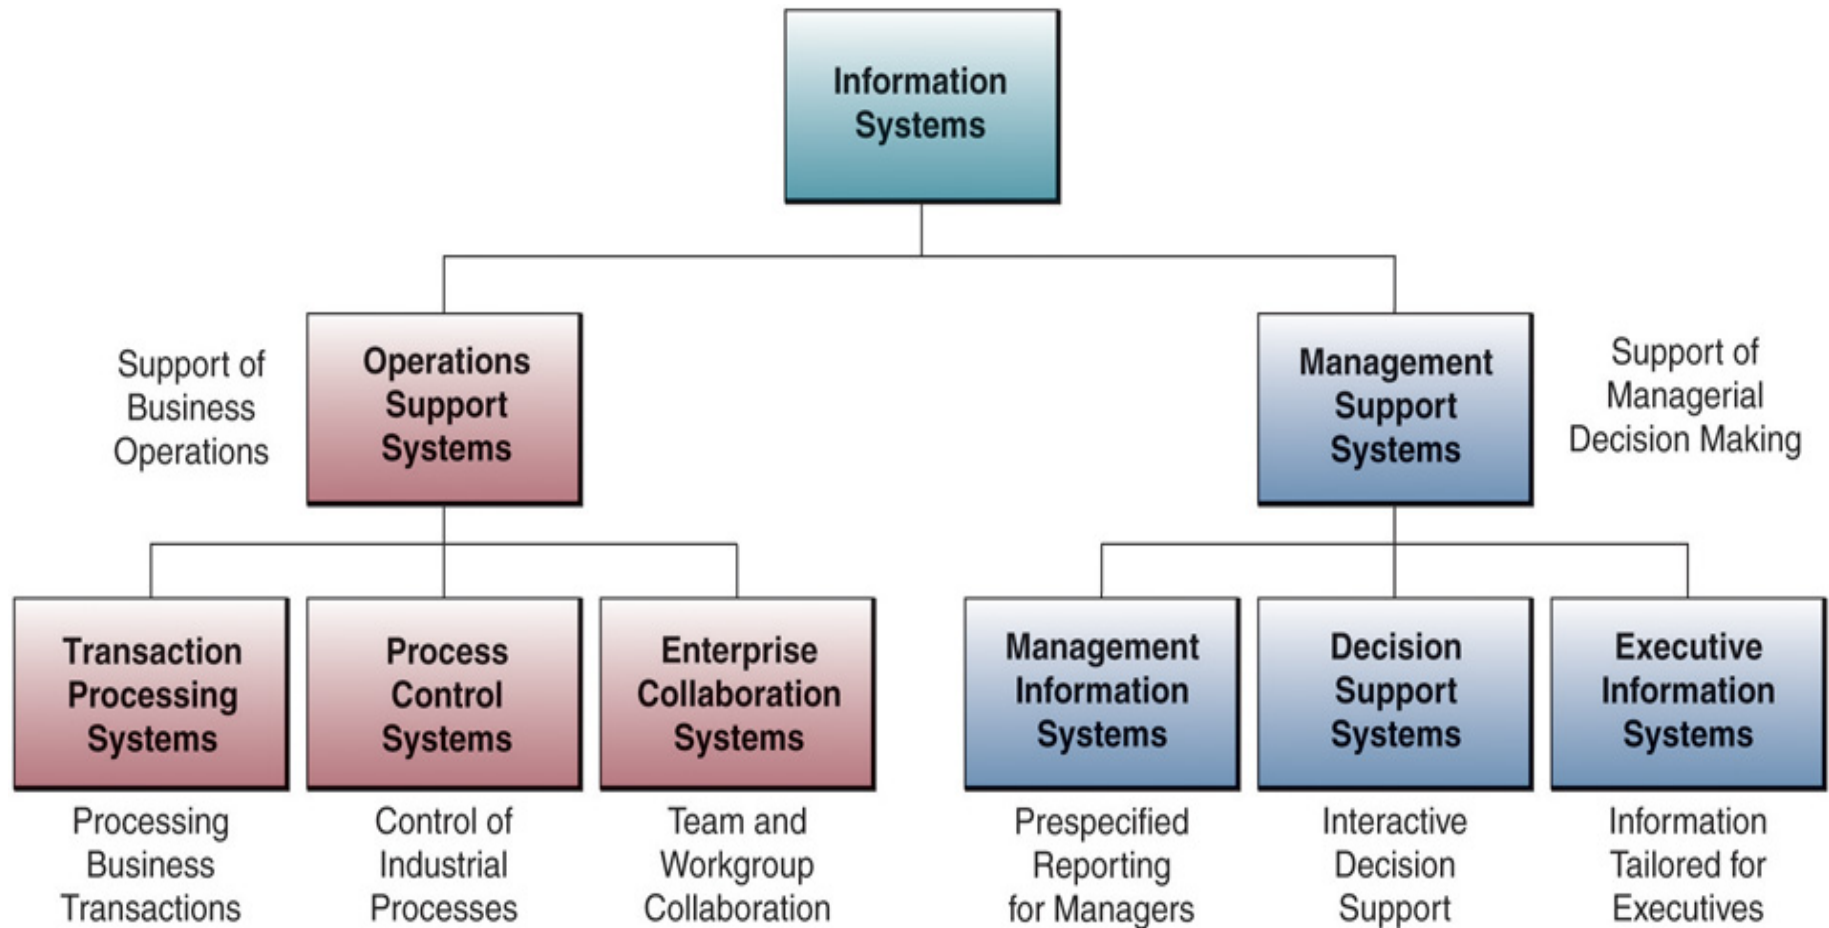 Information
Systems
Support of
Business
Operations
Operations
Support
Systems
Management
Support
Systems
Support of
Managerial
Decision Making
Transaction
Processing
Systems
Process
Control
Systems
Enterprise
Collaboration
Systems
Management
Information
Systems
Decision
Support
Systems
Executive
Information
Systems
Processing
Business
Transactions
Control of
Industrial
Processes
Team and
Workgroup
Collaboration
Prespecified
Reporting
for Managers
Interactive
Decision
Support
Information
Tailored for
Executives